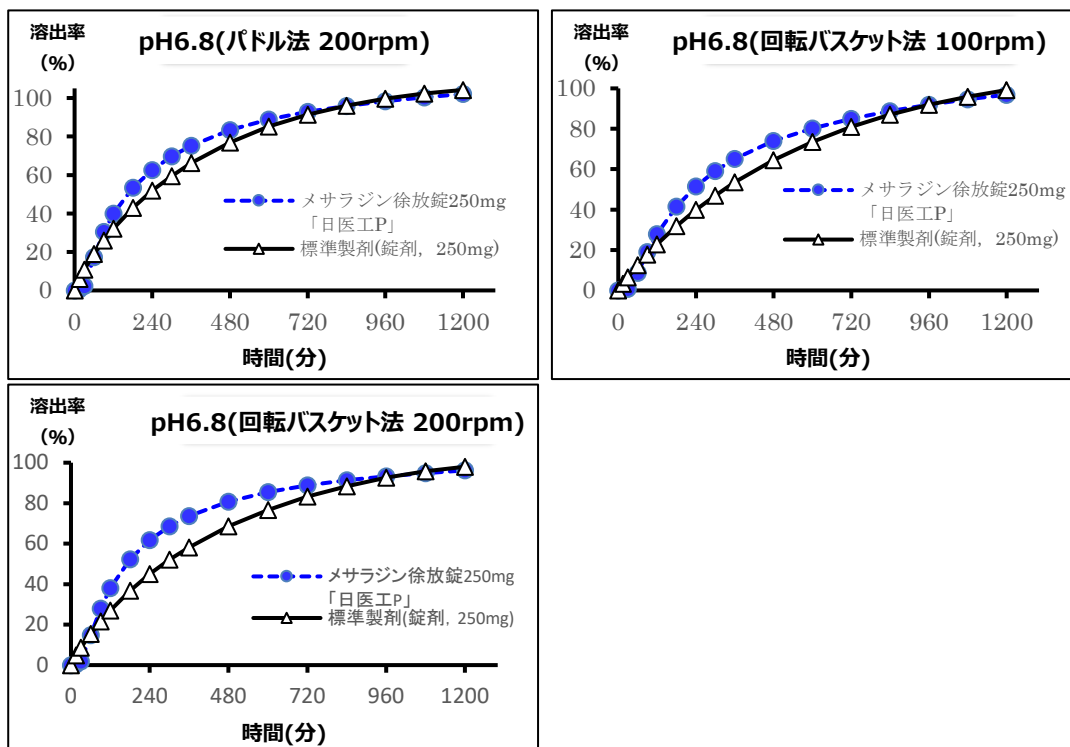 溶出率
(%)
pH6.8(パドル法 200rpm)
100
80
60
40
20
0
メサラジン徐放錠250mg
「日医工P」
標準製剤(錠剤, 250mg)
0 240 480 720 960 1200
時間(分)
溶出率
(%)
pH6.8(回転バスケット法 100rpm)
100
80
60
40
20
0
メサラジン徐放錠250mg
「日医工P」
標準製剤(錠剤, 250mg)
0 240 480 720 960 1200
時間(分)
溶出率
(%)
pH6.8(回転バスケット法 200rpm)
100
80
60
40
20
0
メサラジン徐放錠250mg
「日医工P」
標準製剤(錠剤, 250mg)
0 240 480 720 960 1200
時間(分)